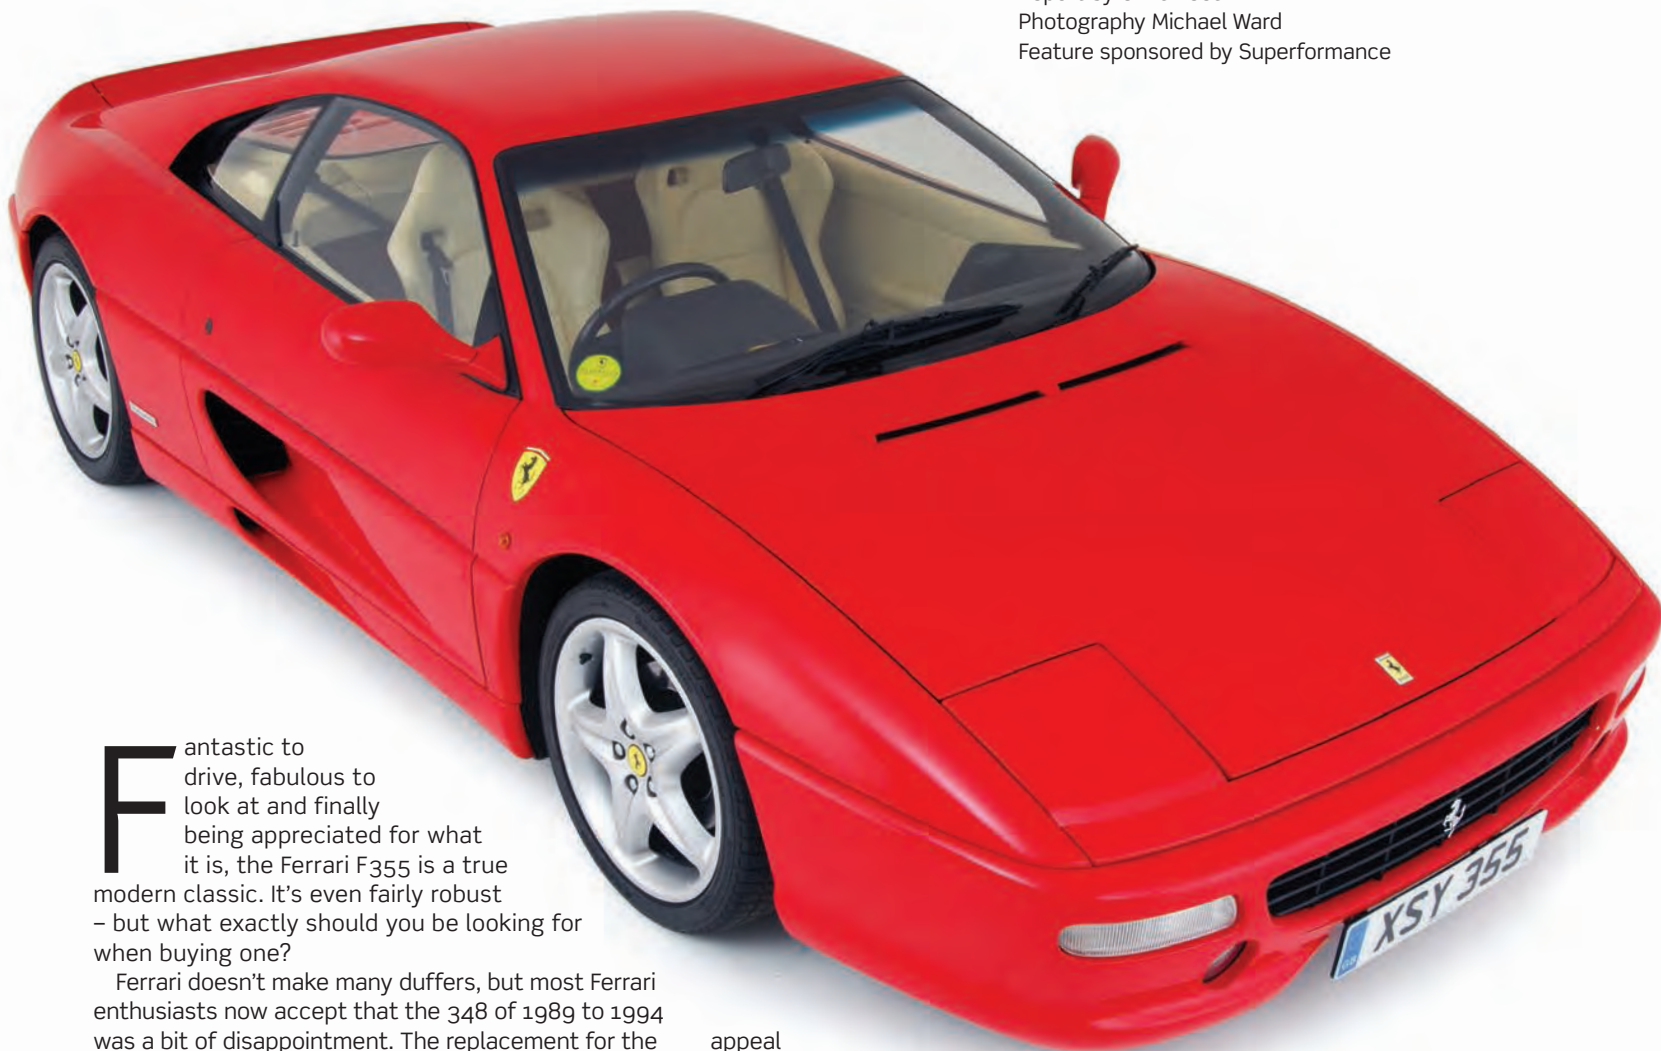 Photography Michael Ward
Feature sponsored by Superformance
Fantastic to
drive, fabulous to
look at and finally
being appreciated for what
it is, the Ferrari F355 is a true
modern classic. It's even fairly robust
– but what exactly should you be looking for
when buying one?
Ferrari doesn't make many duffers, but most Ferrari
enthusiasts now accept that the 348 of 1989 to 1994
was a bit of disappointment. The replacement for the
appeal
XSY 355
GB